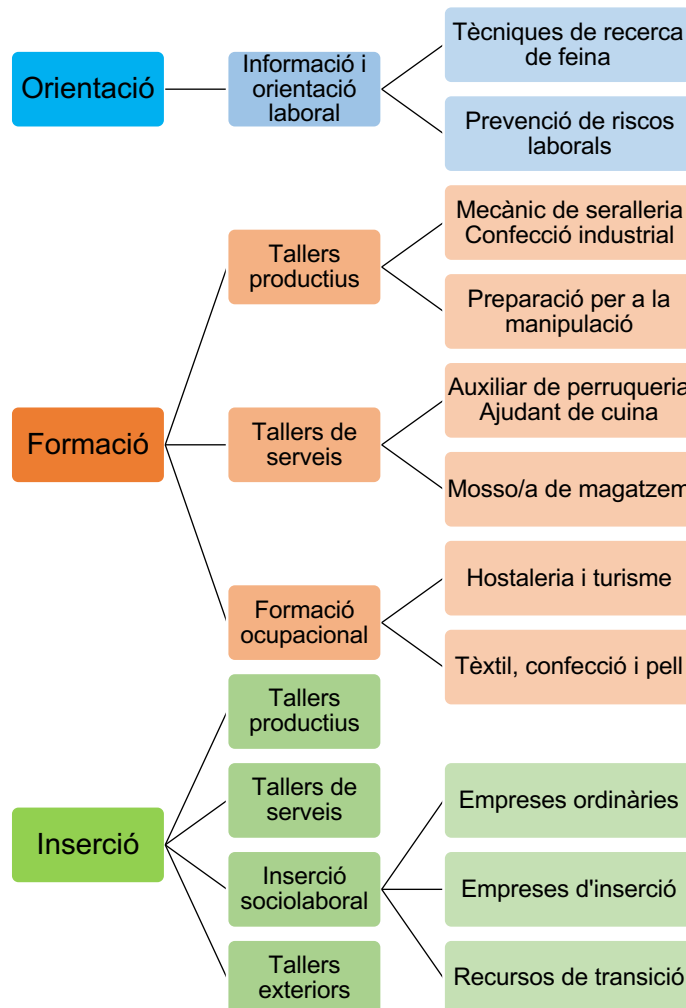 Orientació
Informació i
orientació
laboral
Tècniques de recerca
de feina
Prevenció de riscos
laborals
Formació
Tallers
productius
Mecànic de seralleria
Confecció industrial
Preparació per a la
manipulació
Tallers de
serveis
Auxiliar de perruqueria
Ajudant de cuina
Mosso/a de magatzem
Formació
ocupacional
Hostaleria i turisme
Tèxtil, confecció i pell
Inserció
Tallers
productius
Tallers de
serveis
Inserció
sociolaboral
Empreses ordinàries
Empreses d'inserció
Recursos de transició
Tallers
exteriors